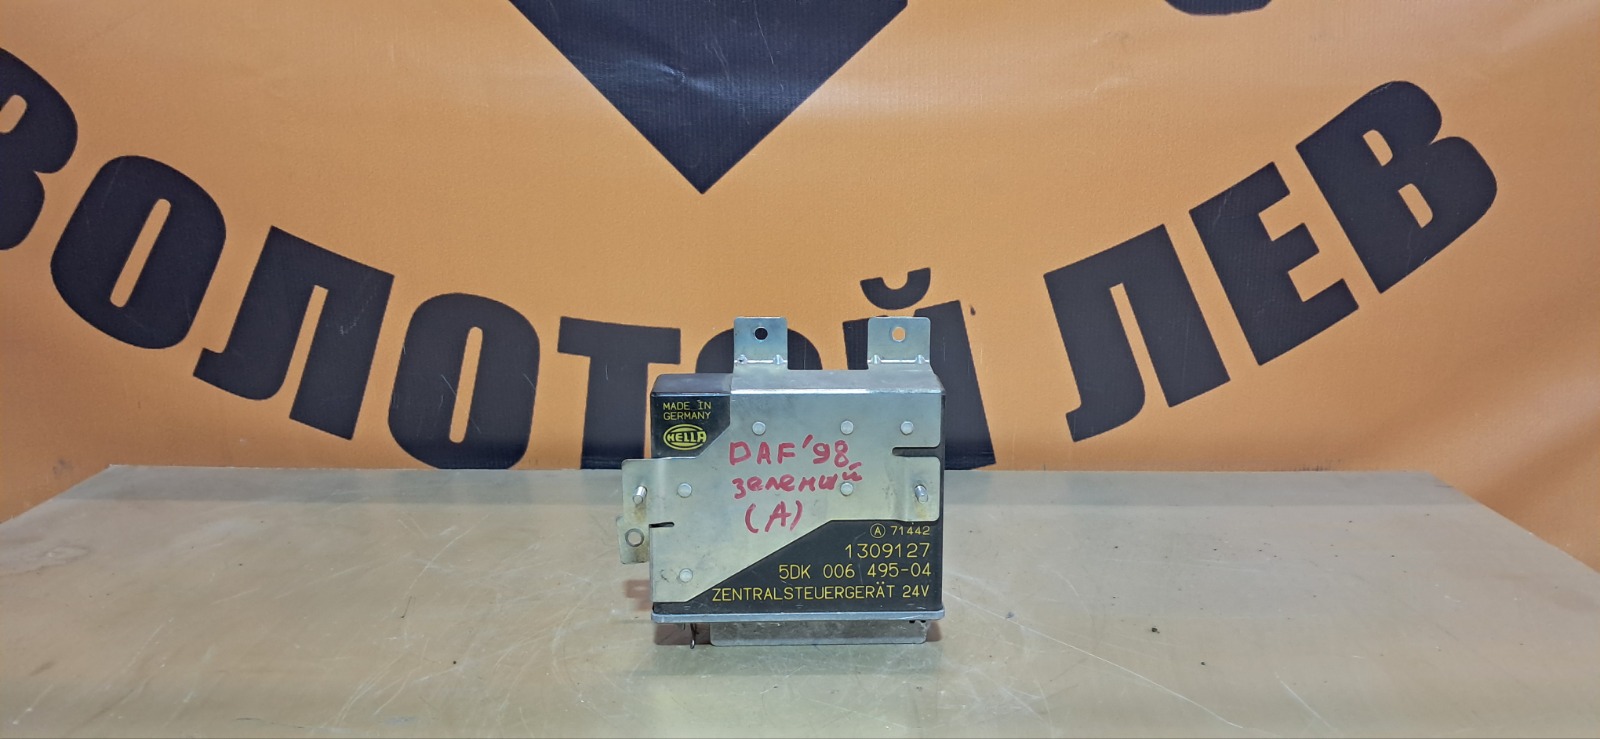 ЗОЛОТОЙ ЛЕВ
MADE IN
GERMANY
HELLA
DAF'98
зеленый
(A)
Ⓐ 71442
1309127
5DK 006 495-04
ZENTRALSTEUERGERÄT 24V